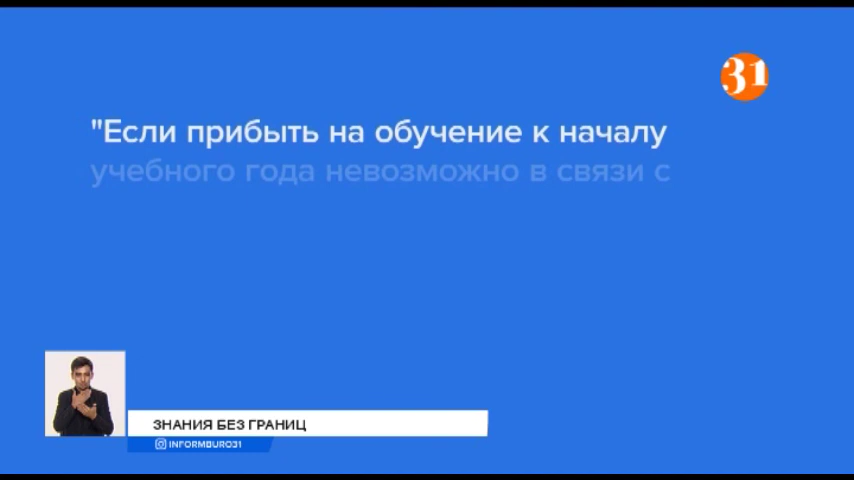 31
"Если прибыть на обучение к началу
учебного года невозможно в связи с
ЗНАНИЯ БЕЗ ГРАНИЦ
INFORMBURO31